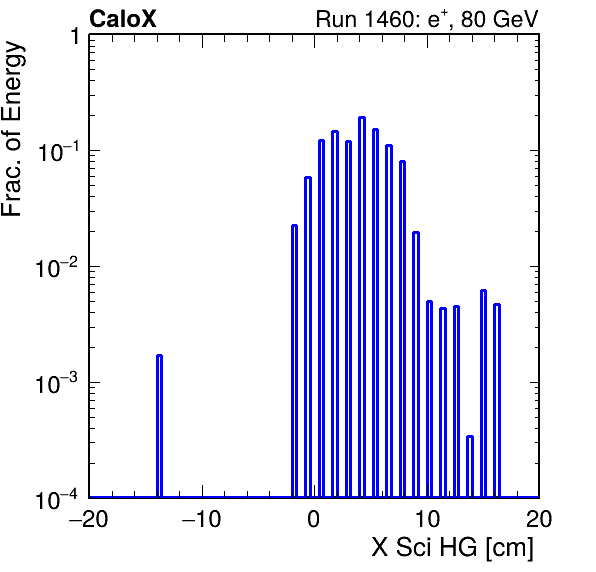 CaloX Run 1460: e⁺, 80 GeV
Frac. of Energy
1
10⁻¹
10⁻²
10⁻³
10⁻⁴
−20 −10 0 10 20
X Sci HG [cm]